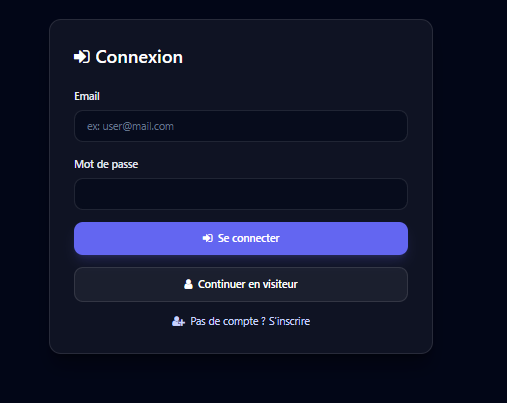 Connexion
Email
ex: user@mail.com
Mot de passe
Se connecter
Continuer en visiteur
Pas de compte ? S'inscrire